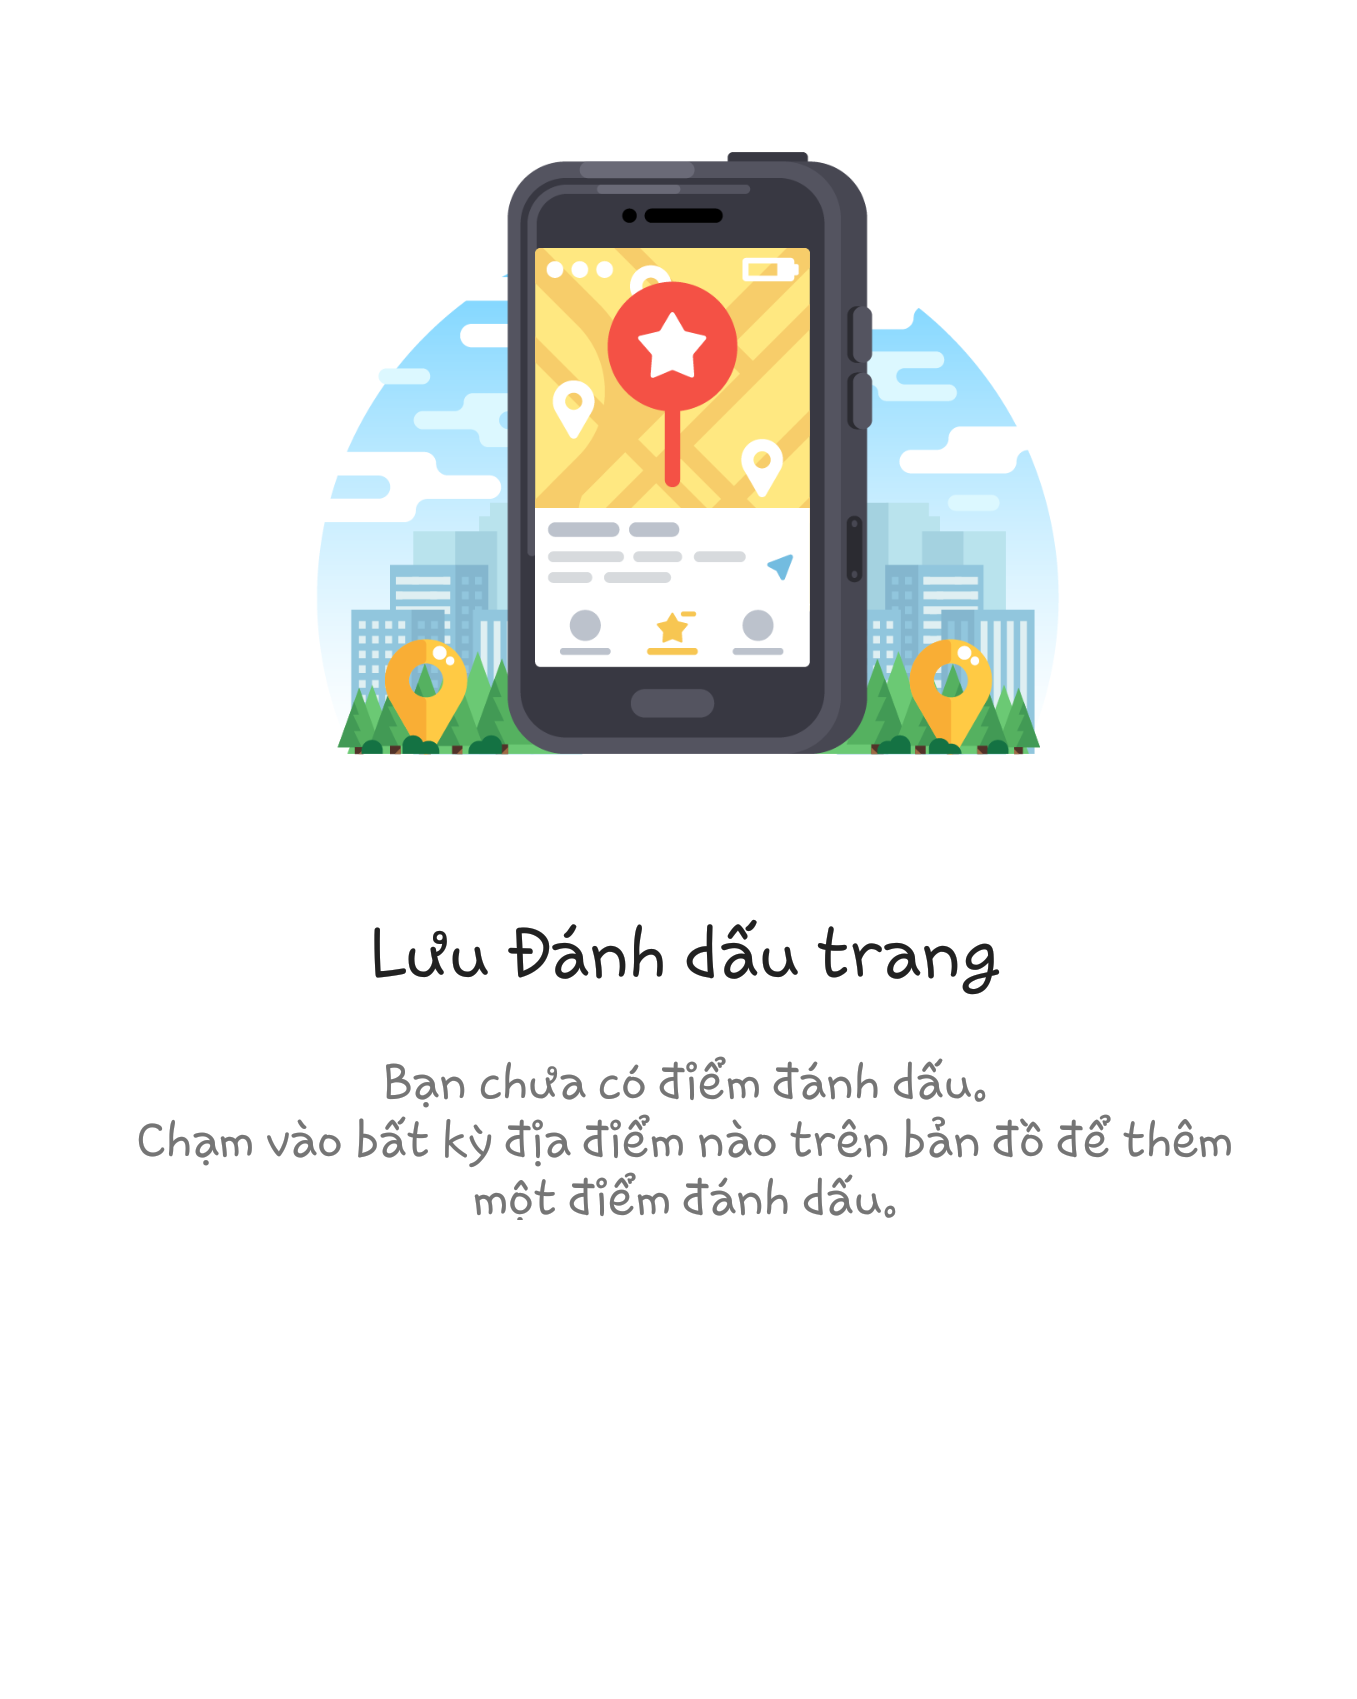 Lưu Đánh dấu trang
Bạn chưa có điểm đánh dấu.
Chạm vào bất kỳ địa điểm nào trên bản đồ để thêm
một điểm đánh dấu.